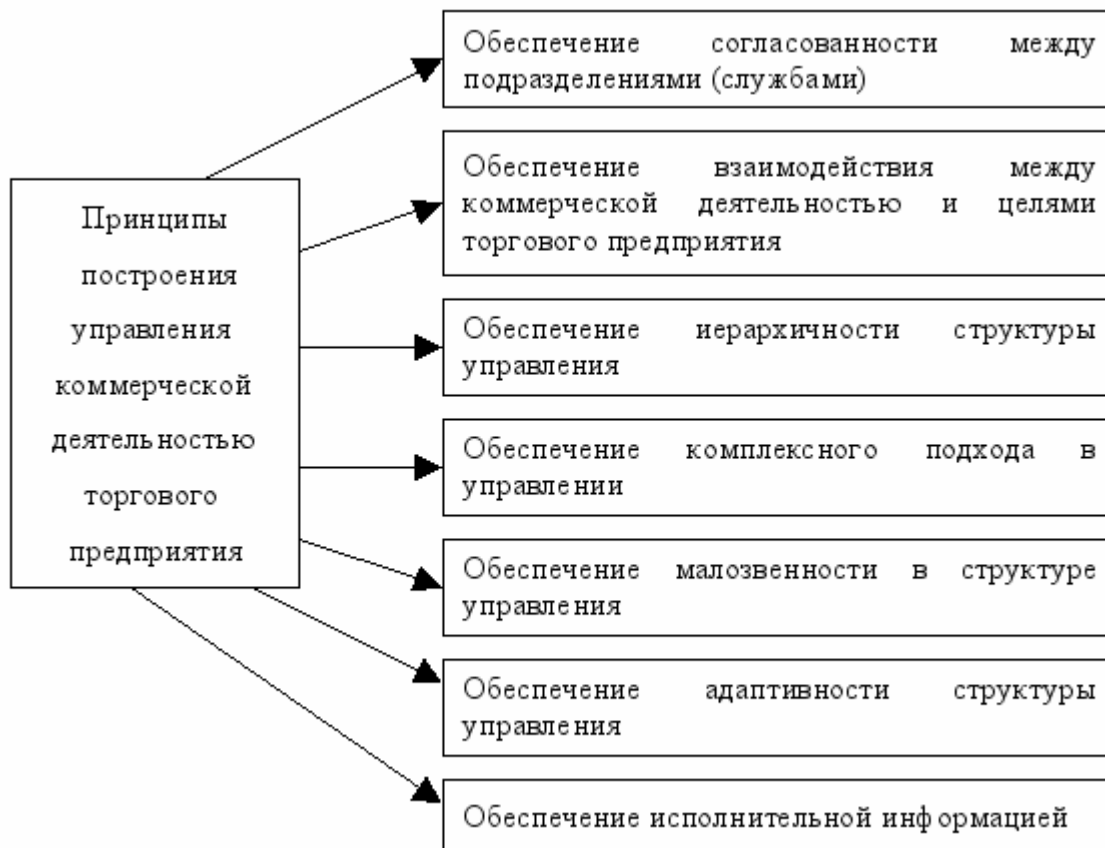 Принципы
построения
управления
коммерческой
деятельностью
торгового
предприятия
Обеспечение согласованности между
подразделениями (службами)
Обеспечение взаимодействия между
коммерческой деятельностью и целями
торгового предприятия
Обеспечение иерархичности структуры
управления
Обеспечение комплексного подхода в
управлении
Обеспечение малозвенности в структуре
управления
Обеспечение адаптивности структуры
управления
Обеспечение исполнительной информацией